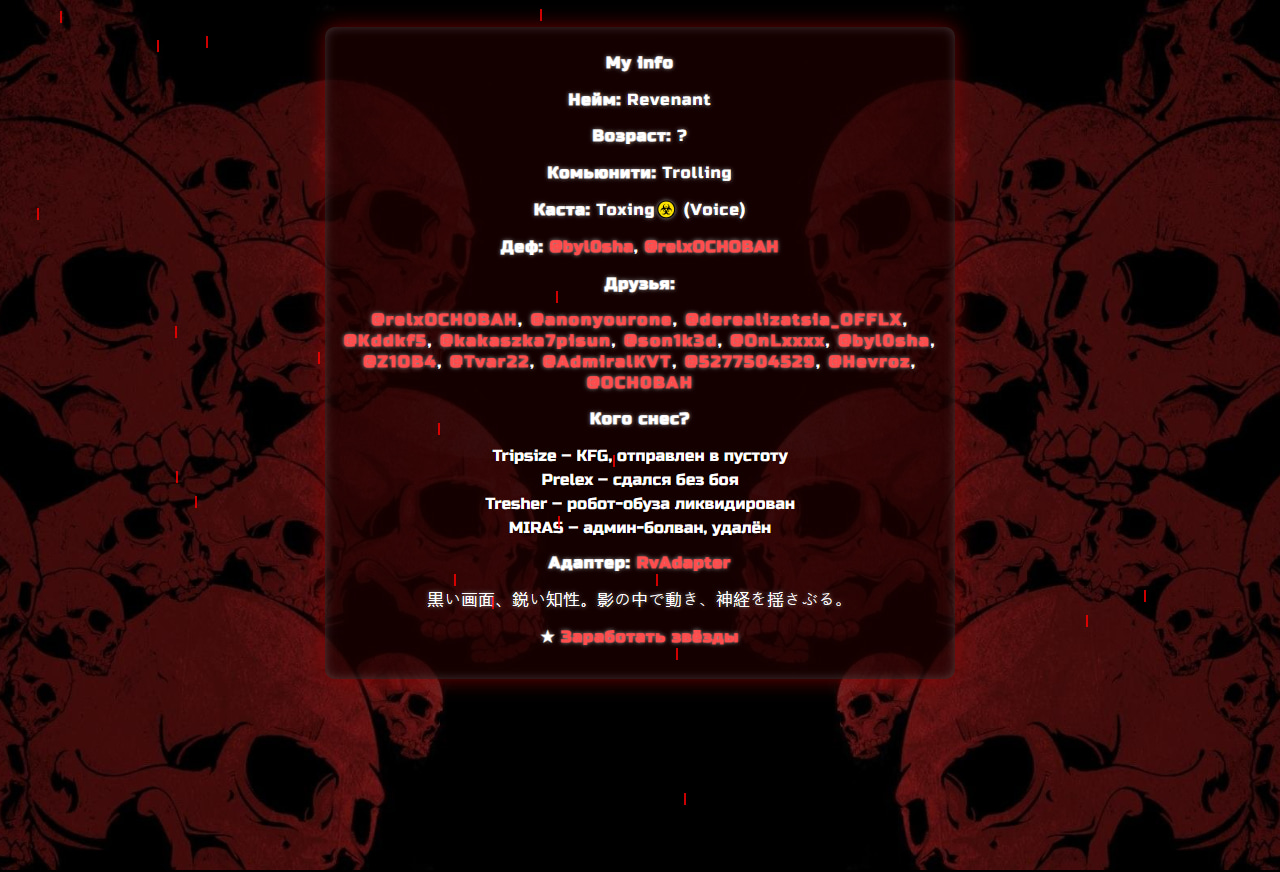 My info
Нейм: Revenant
Возраст: ?
Комьюнити: Trolling
Каста: Toxing☣ (Voice)
Деф: @byl0sha, @relxOCHOBAH
Друзья:
@relxOCHOBAH, @anonyourone, @derealizatsia_OFFLX,
@Kddkf5, @kakaszka7pisun, @son1k3d, @OnLxxxx, @byl0sha,
@Z1OB4, @Tvar22, @AdmiralKVT, @5277504529, @Hevroz,
@OCHOBAH
Кого снес?
Tripsize – KFG, отправлен в пустоту
Prelex – сдался без боя
Tresher – робот-обуза ликвидирован
MIRAS – админ-болван, удалён
Адаптер: RvAdapter
黒い画面、鋭い知性。影の中で動き、神経を揺さぶる。
★ Заработать звёзды